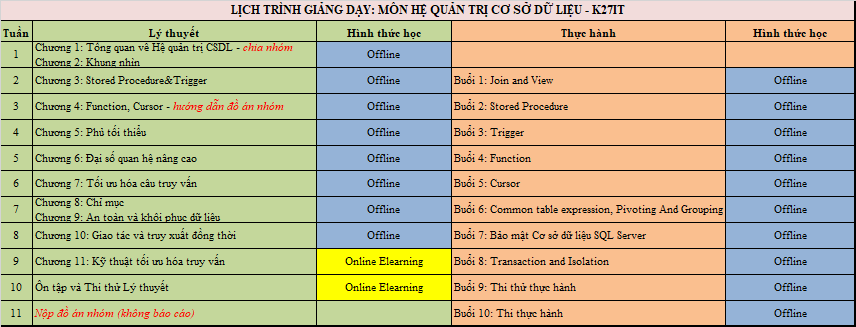 LỊCH TRÌNH GIẢNG DẠY: MÔN HỆ QUẢN TRỊ CƠ SỞ DỮ LIỆU - K27IT
Tuần Lý thuyết Hình thức học Thực hành Hình thức học
1 Chương 1: Tổng quan về Hệ quản trị CSDL - chia nhóm
Chương 2: Khung nhìn Offline
2 Chương 3: Stored Procedure&Trigger Offline Buổi 1: Join and View Offline
3 Chương 4: Function, Cursor - hướng dẫn đồ án nhóm Offline Buổi 2: Stored Procedure Offline
4 Chương 5: Phủ tối thiểu Offline Buổi 3: Trigger Offline
5 Chương 6: Đại số quan hệ nâng cao Offline Buổi 4: Function Offline
6 Chương 7: Tối ưu hóa câu truy vấn Offline Buổi 5: Cursor Offline
7 Chương 8: Chỉ mục
Chương 9: An toàn và khôi phục dữ liệu Offline Buổi 6: Common table expression, Pivoting And Grouping Offline
8 Chương 10: Giao tác và truy xuất đồng thời Offline Buổi 7: Bảo mật Cơ sở dữ liệu SQL Server Offline
9 Chương 11: Kỹ thuật tối ưu hóa truy vấn Online Elearning Buổi 8: Transaction and Isolation Offline
10 Ôn tập và Thi thử Lý thuyết Online Elearning Buổi 9: Thi thử thực hành Offline
11 Nộp đồ án nhóm (không báo cáo) Buổi 10: Thi thực hành Offline